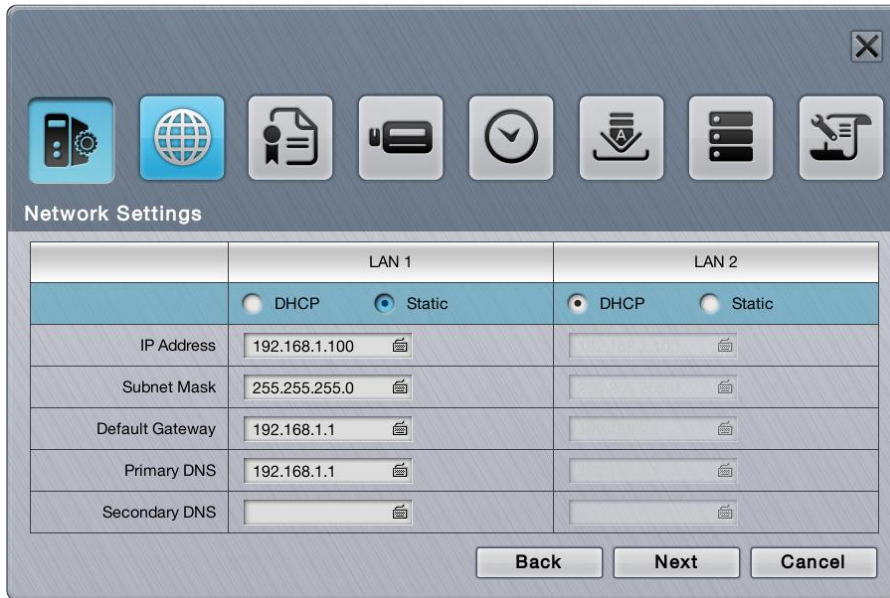 Network Settings
LAN 1 LAN 2
DHCP Static DHCP Static
IP Address 192.168.1.100
Subnet Mask 255.255.255.0
Default Gateway 192.168.1.1
Primary DNS 192.168.1.1
Secondary DNS
Back Next Cancel